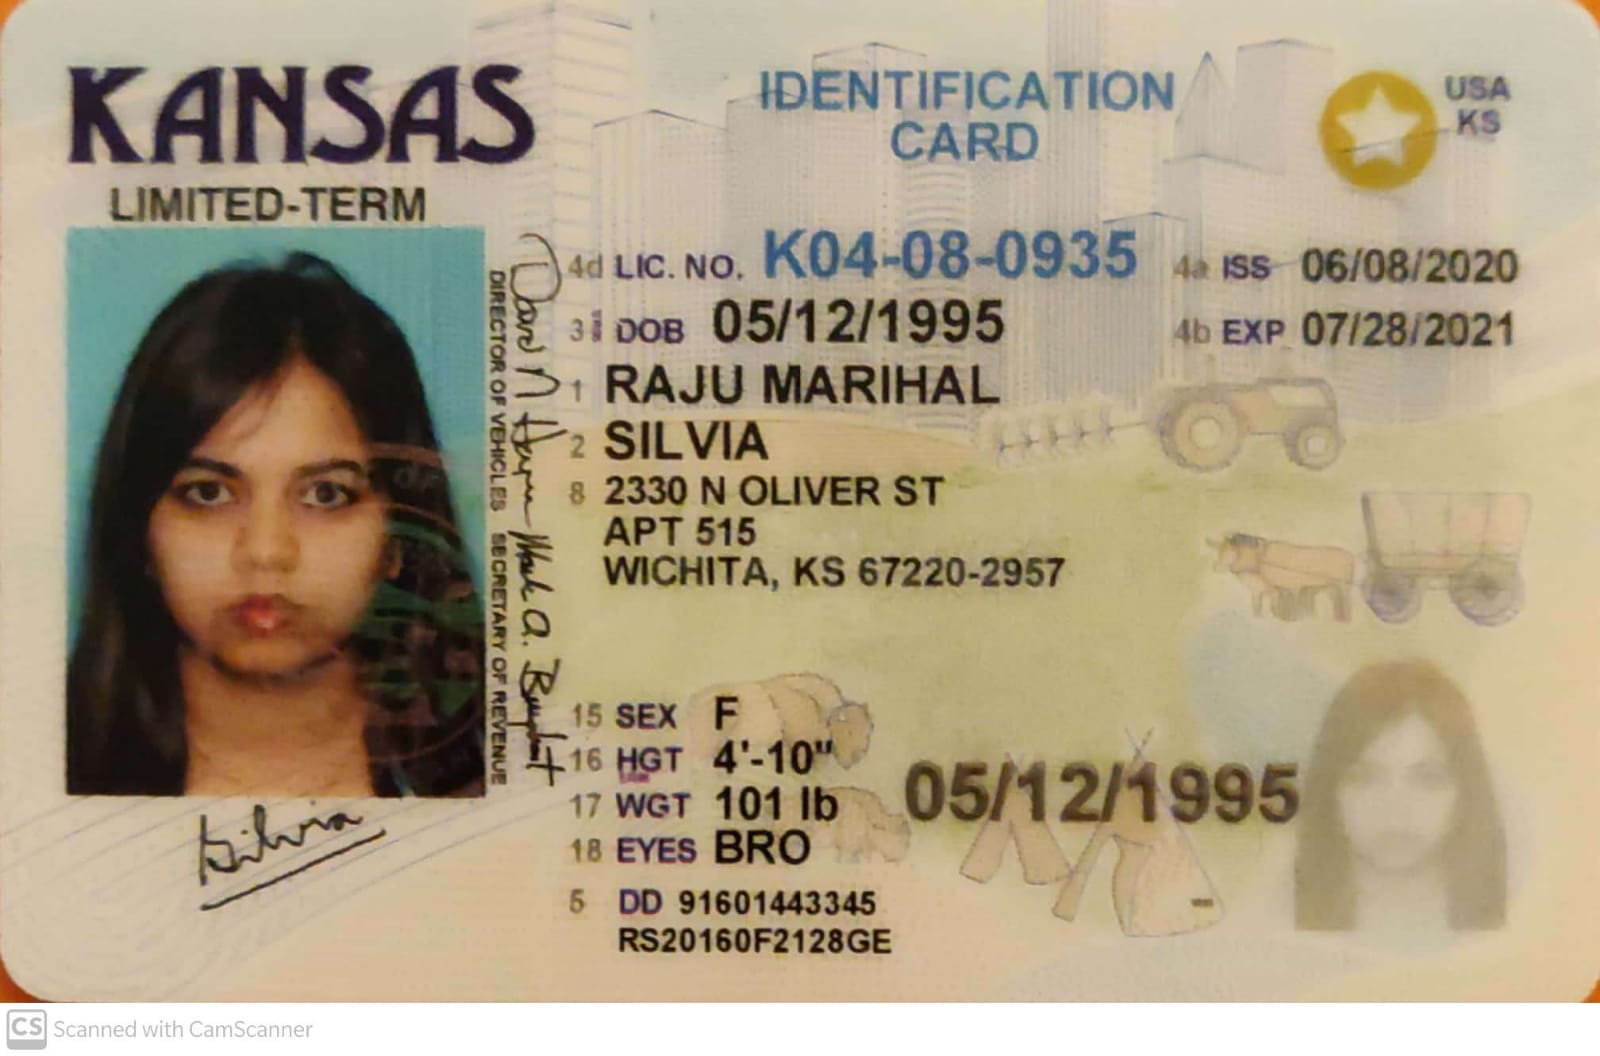 KANSAS
LIMITED-TERM
IDENTIFICATION
CARD
USA
KS
4d LIC. NO. K04-08-0935
4a ISS 06/08/2020
3 DOB 05/12/1995
4b EXP 07/28/2021
1 RAJU MARIHAL
2 SILVIA
8 2330 N OLIVER ST
APT 515
WICHITA, KS 67220-2957
DIRECTOR OF VEHICLES SECRETARY OF REVENUE
15 SEX F
16 HGT 4'-10"
17 WGT 101 lb
18 EYES BRO
05/12/1995
5 DD 91601443345
RS20160F2128GE
Silvia
CS Scanned with CamScanner